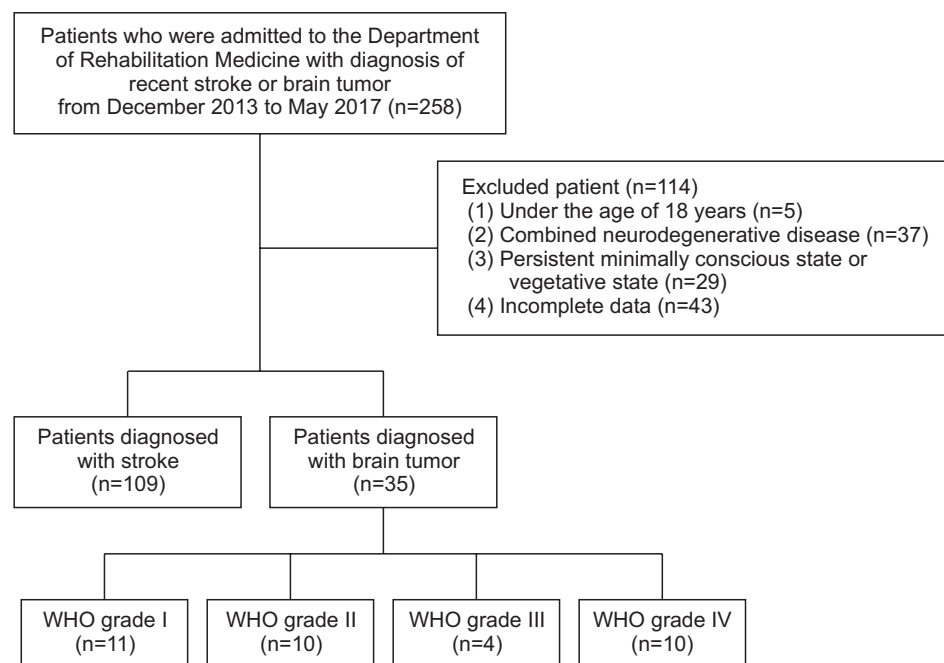 Patients who were admitted to the Department
of Rehabilitation Medicine with diagnosis of
recent stroke or brain tumor
from December 2013 to May 2017 (n=258)
Excluded patient (n=114)
(1) Under the age of 18 years (n=5)
(2) Combined neurodegenerative disease (n=37)
(3) Persistent minimally conscious state or
vegetative state (n=29)
(4) Incomplete data (n=43)
Patients diagnosed
with stroke
(n=109)
Patients diagnosed
with brain tumor
(n=35)
WHO grade I
(n=11)
WHO grade II
(n=10)
WHO grade III
(n=4)
WHO grade IV
(n=10)